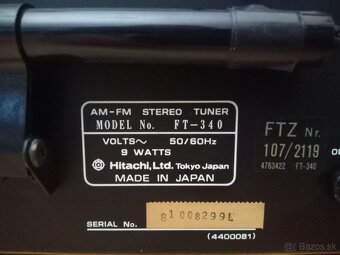 AM-FM STEREO TUNER
MODEL No. FT-340
VOLTS~ 50/60Hz
9 WATTS
Hitachi, Ltd. Tokyo Japan
MADE IN JAPAN
FTZ Nr.
107/2119
4763422 FT-340
SERIAL No.
81008299L
(4400081)
© bazos.sk